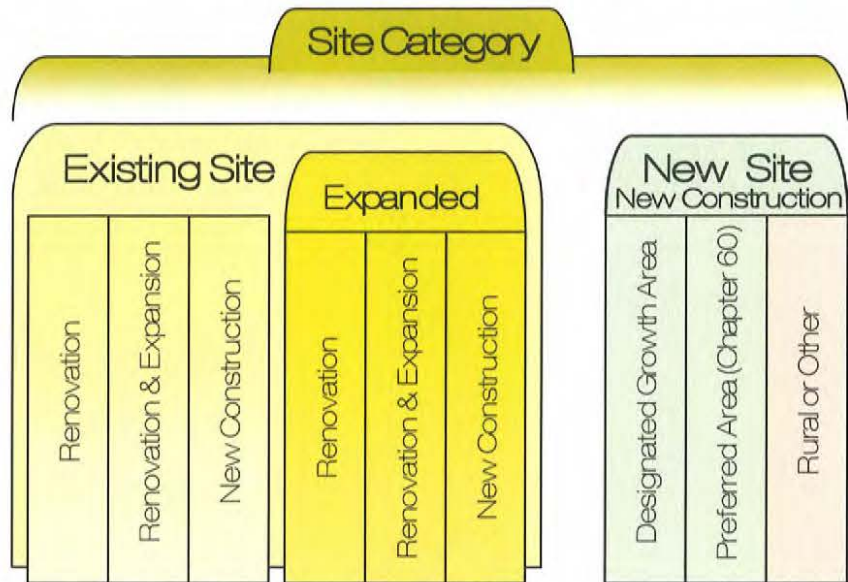 Site Category
Existing Site
Renovation
Renovation & Expansion
New Construction
Expanded
Renovation
Renovation & Expansion
New Construction
New Site
New Construction
Designated Growth Area
Preferred Area (Chapter 60)
Rural or Other